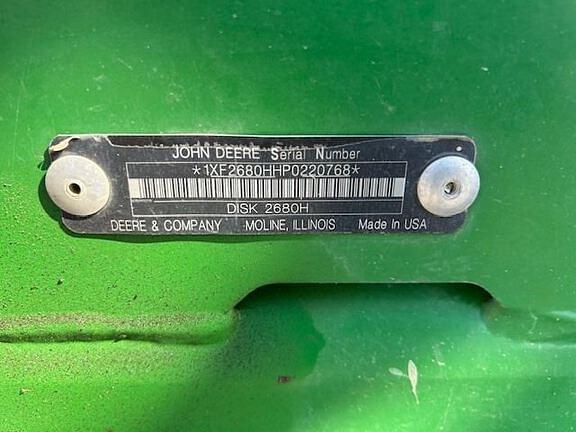 JOHN DEERE Serial Number
*1XF2680HHP0220768*
DISK 2680H
DEERE & COMPANY MOLINE, ILLINOIS Made In USA